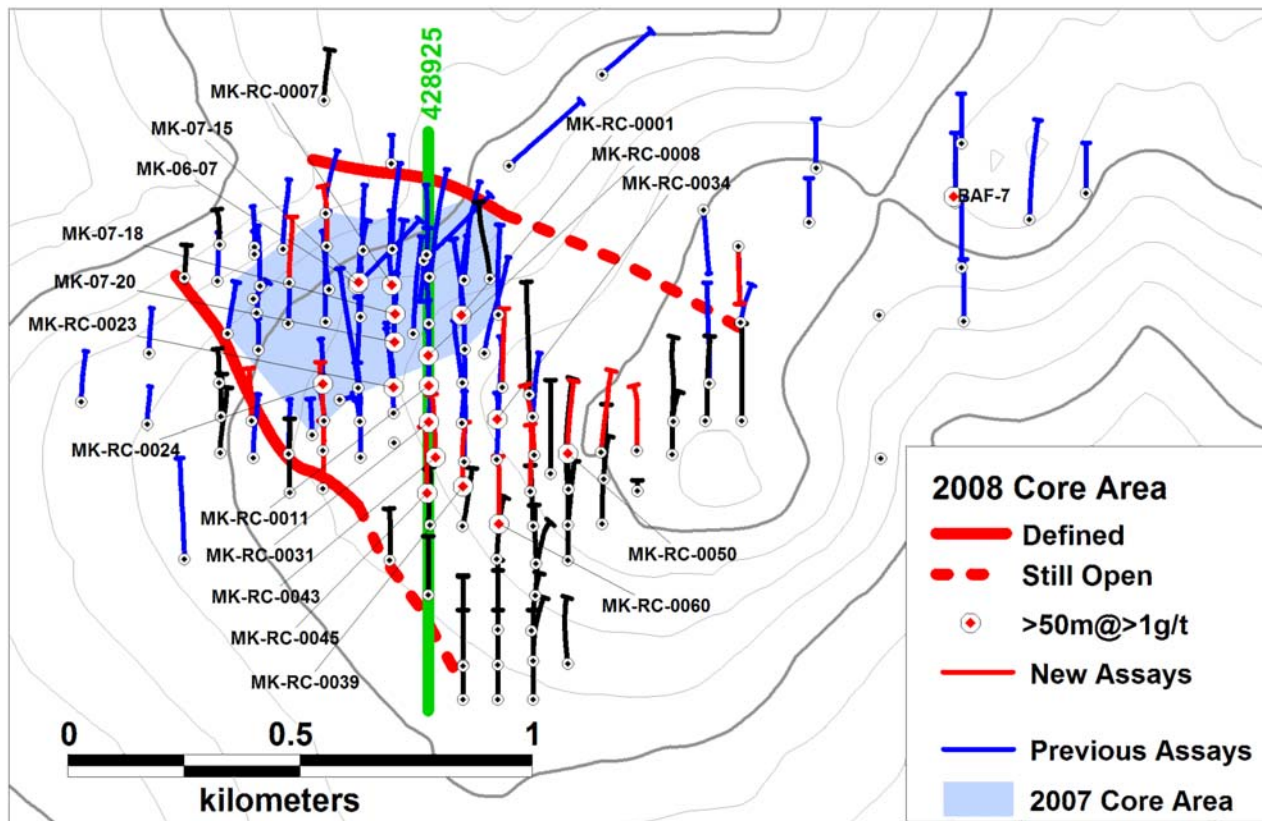 428925
MK-RC-0007
MK-07-15
MK-06-07
MK-RC-0001
MK-RC-0008
MK-RC-0034
BAF-7
MK-07-18
MK-07-20
MK-RC-0023
MK-RC-0024
MK-RC-0011
MK-RC-0031
MK-RC-0043
MK-RC-0045
MK-RC-0039
MK-RC-0050
MK-RC-0060
0 0.5 1
kilometers
2008 Core Area
Defined
Still Open
>50m@>1g/t
New Assays
Previous Assays
2007 Core Area